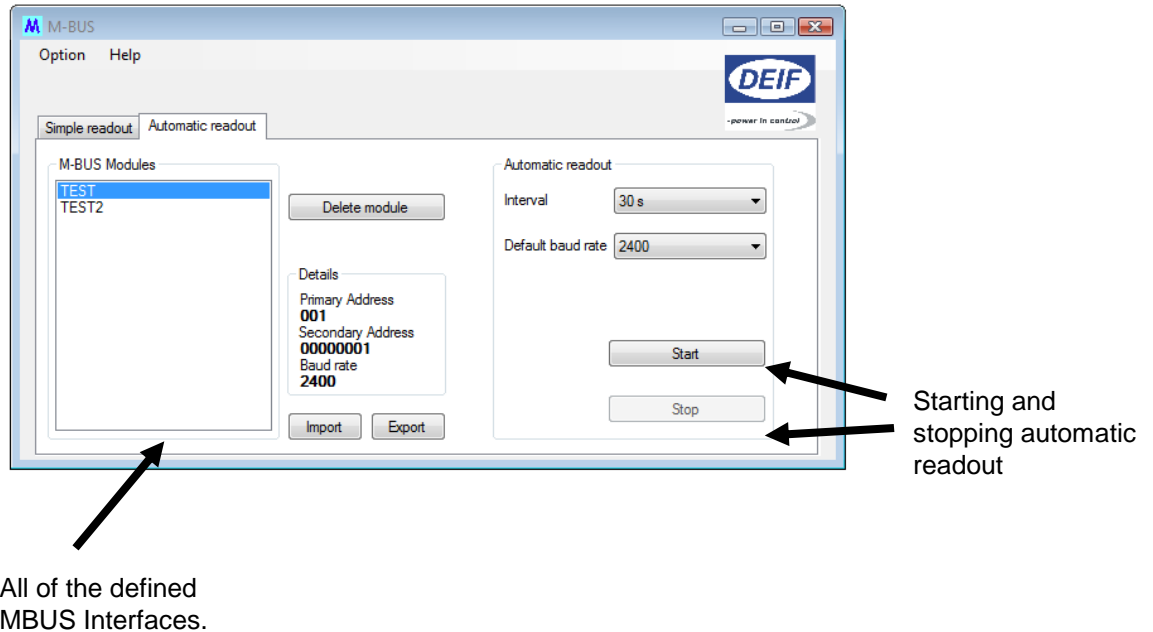 M-BUS
Option Help
DEIF
-power in control
Simple readout Automatic readout
M-BUS Modules
TEST
TEST2
Delete module
Details
Primary Address
001
Secondary Address
00000001
Baud rate
2400
Import Export
Automatic readout
Interval 30 s
Default baud rate 2400
Start
Stop
Starting and
stopping automatic
readout
All of the defined
MBUS Interfaces.